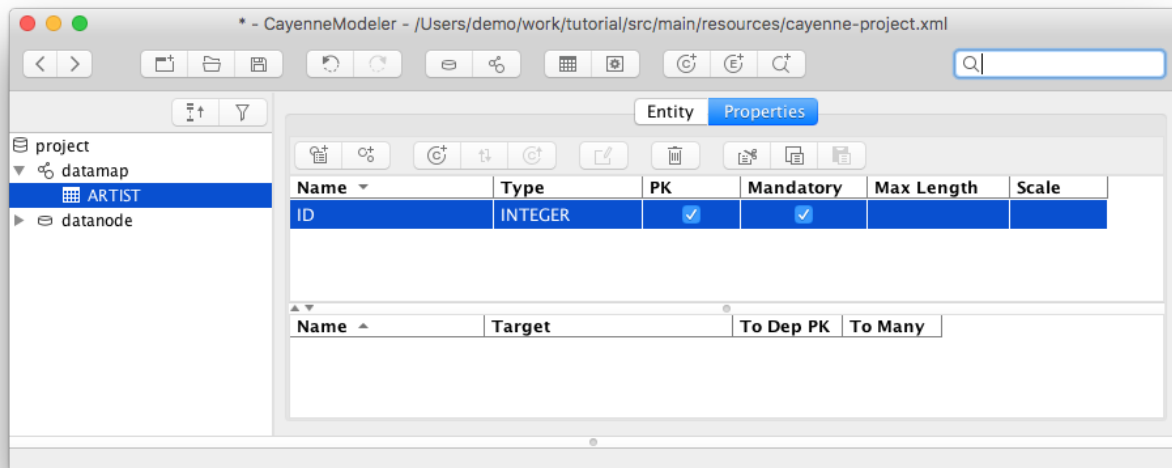 * - CayenneModeler - /Users/demo/work/tutorial/src/main/resources/cayenne-project.xml
Entity Properties
project
datamap
ARTIST
datanode
Name Type PK Mandatory Max Length Scale
ID INTEGER
Name Target To Dep PK To Many